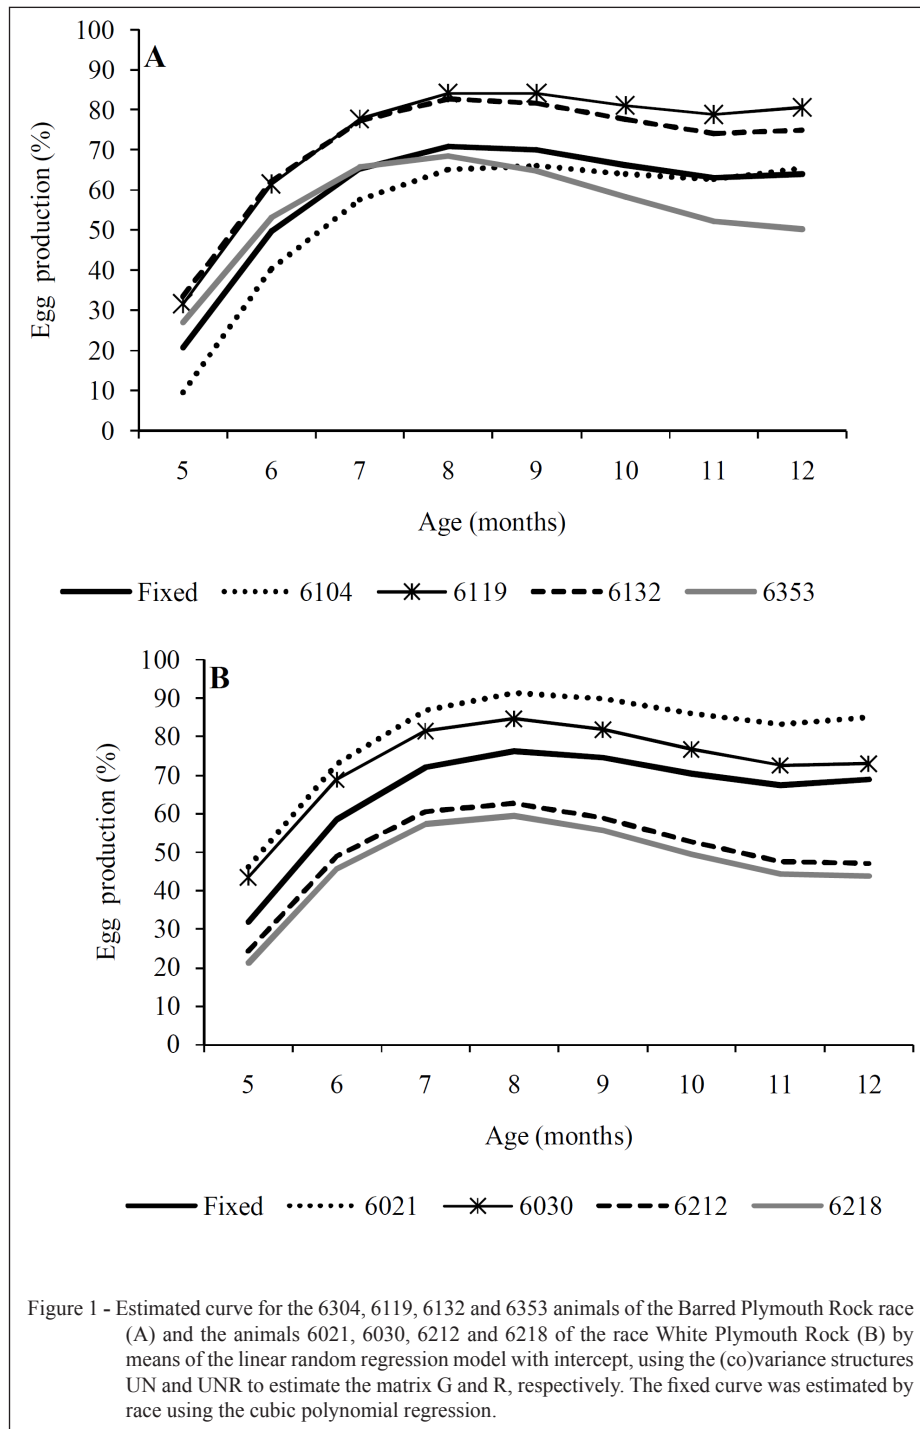 100
A
90
80
70
60
50
40
30
20
10
0
Egg production (%)
5 6 7 8 9 10 11 12
Age (months)
Fixed 6104 6119 6132 6353
100
B
90
80
70
60
50
40
30
20
10
0
Egg production (%)
5 6 7 8 9 10 11 12
Age (months)
Fixed 6021 6030 6212 6218
Figure 1 - Estimated curve for the 6304, 6119, 6132 and 6353 animals of the Barred Plymouth Rock race
(A) and the animals 6021, 6030, 6212 and 6218 of the race White Plymouth Rock (B) by
means of the linear random regression model with intercept, using the (co)variance structures
UN and UNR to estimate the matrix G and R, respectively. The fixed curve was estimated by
race using the cubic polynomial regression.